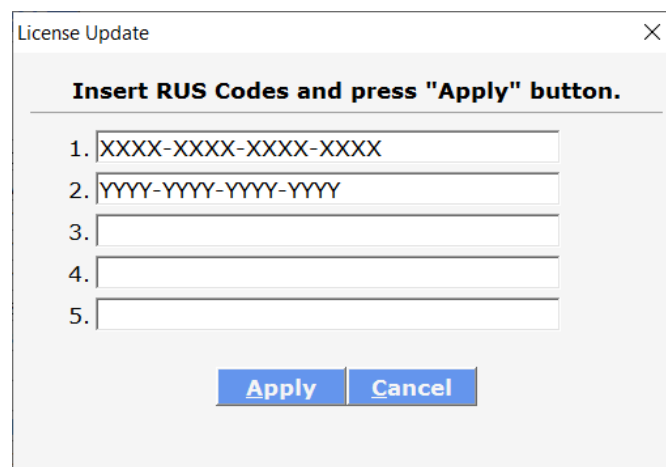 License Update
Insert RUS Codes and press "Apply" button.
1. XXXX-XXXX-XXXX-XXXX
2. YYYY-YYYY-YYYY-YYYY
3.
4.
5.
Apply Cancel